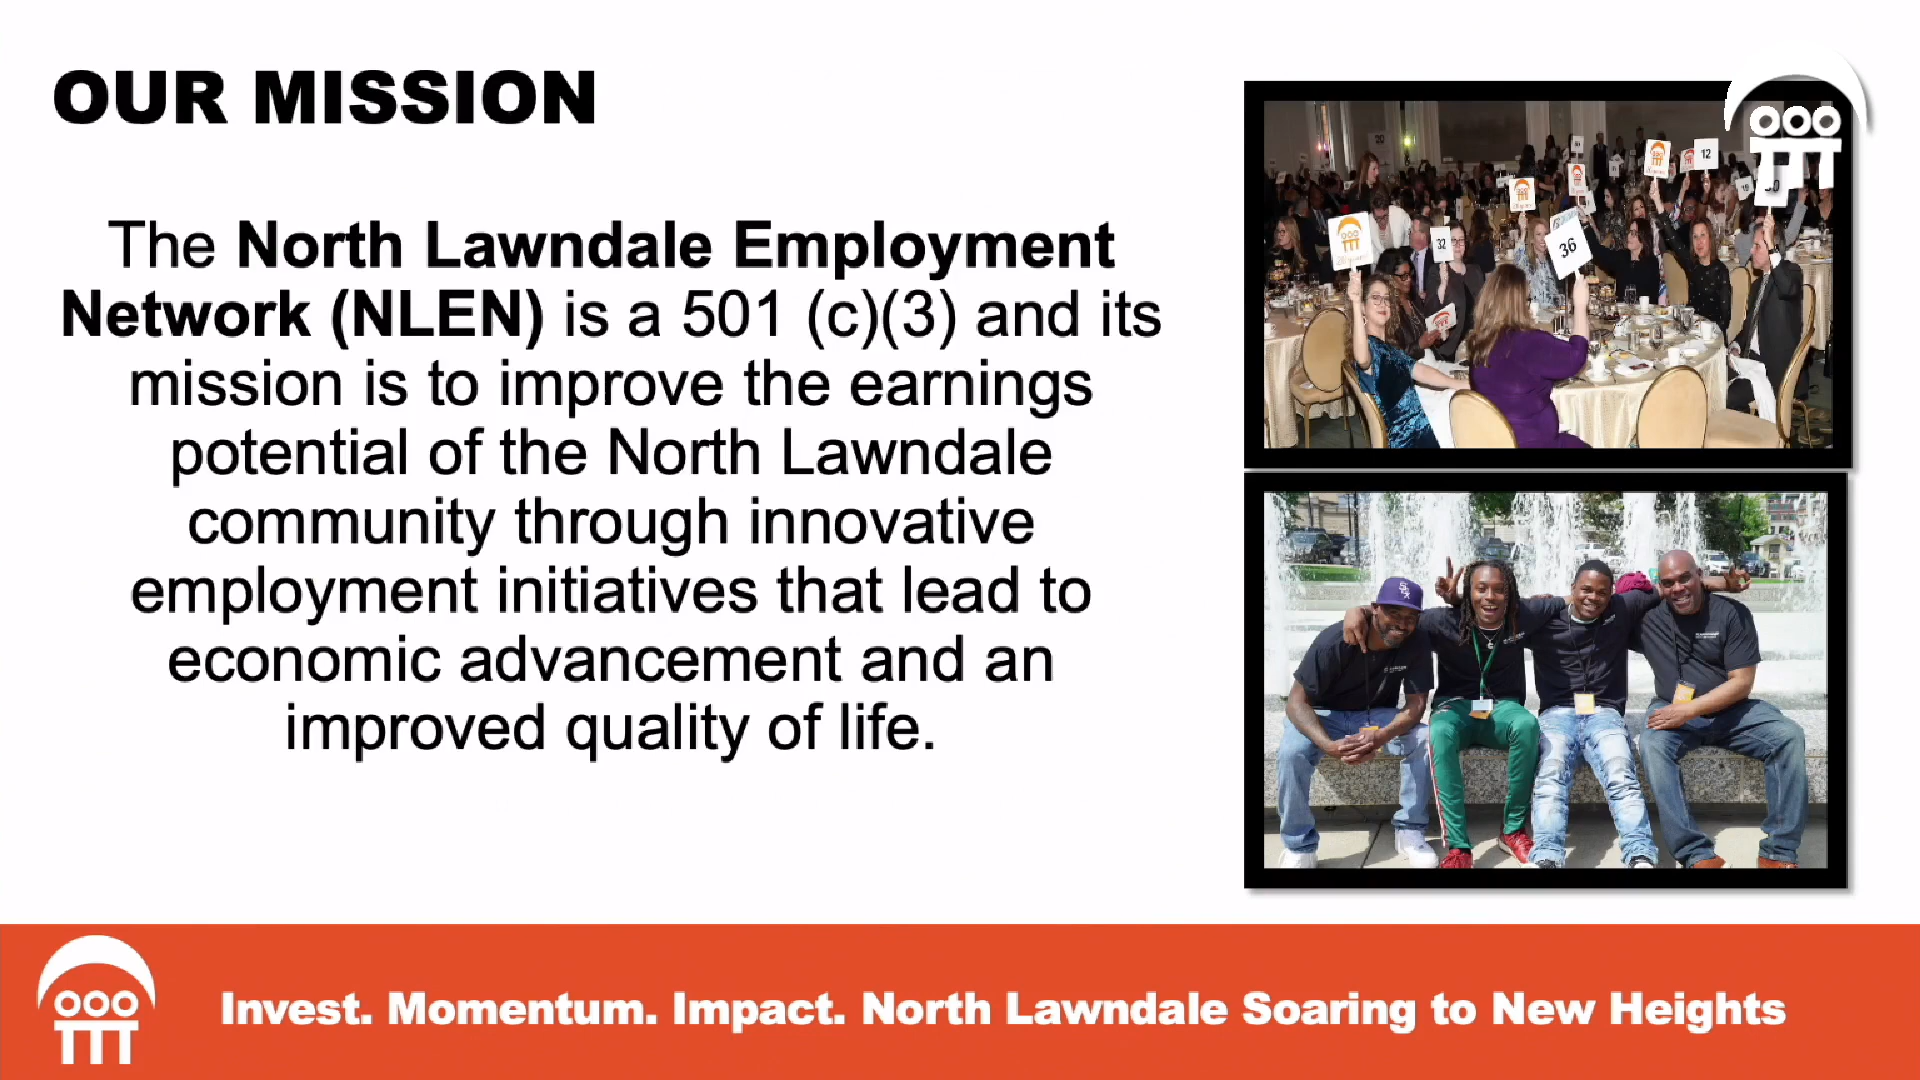 OUR MISSION
The North Lawndale Employment
Network (NLEN) is a 501 (c)(3) and its
mission is to improve the earnings
potential of the North Lawndale
community through innovative
employment initiatives that lead to
economic advancement and an
improved quality of life.
12
32
36
Invest. Momentum. Impact. North Lawndale Soaring to New Heights